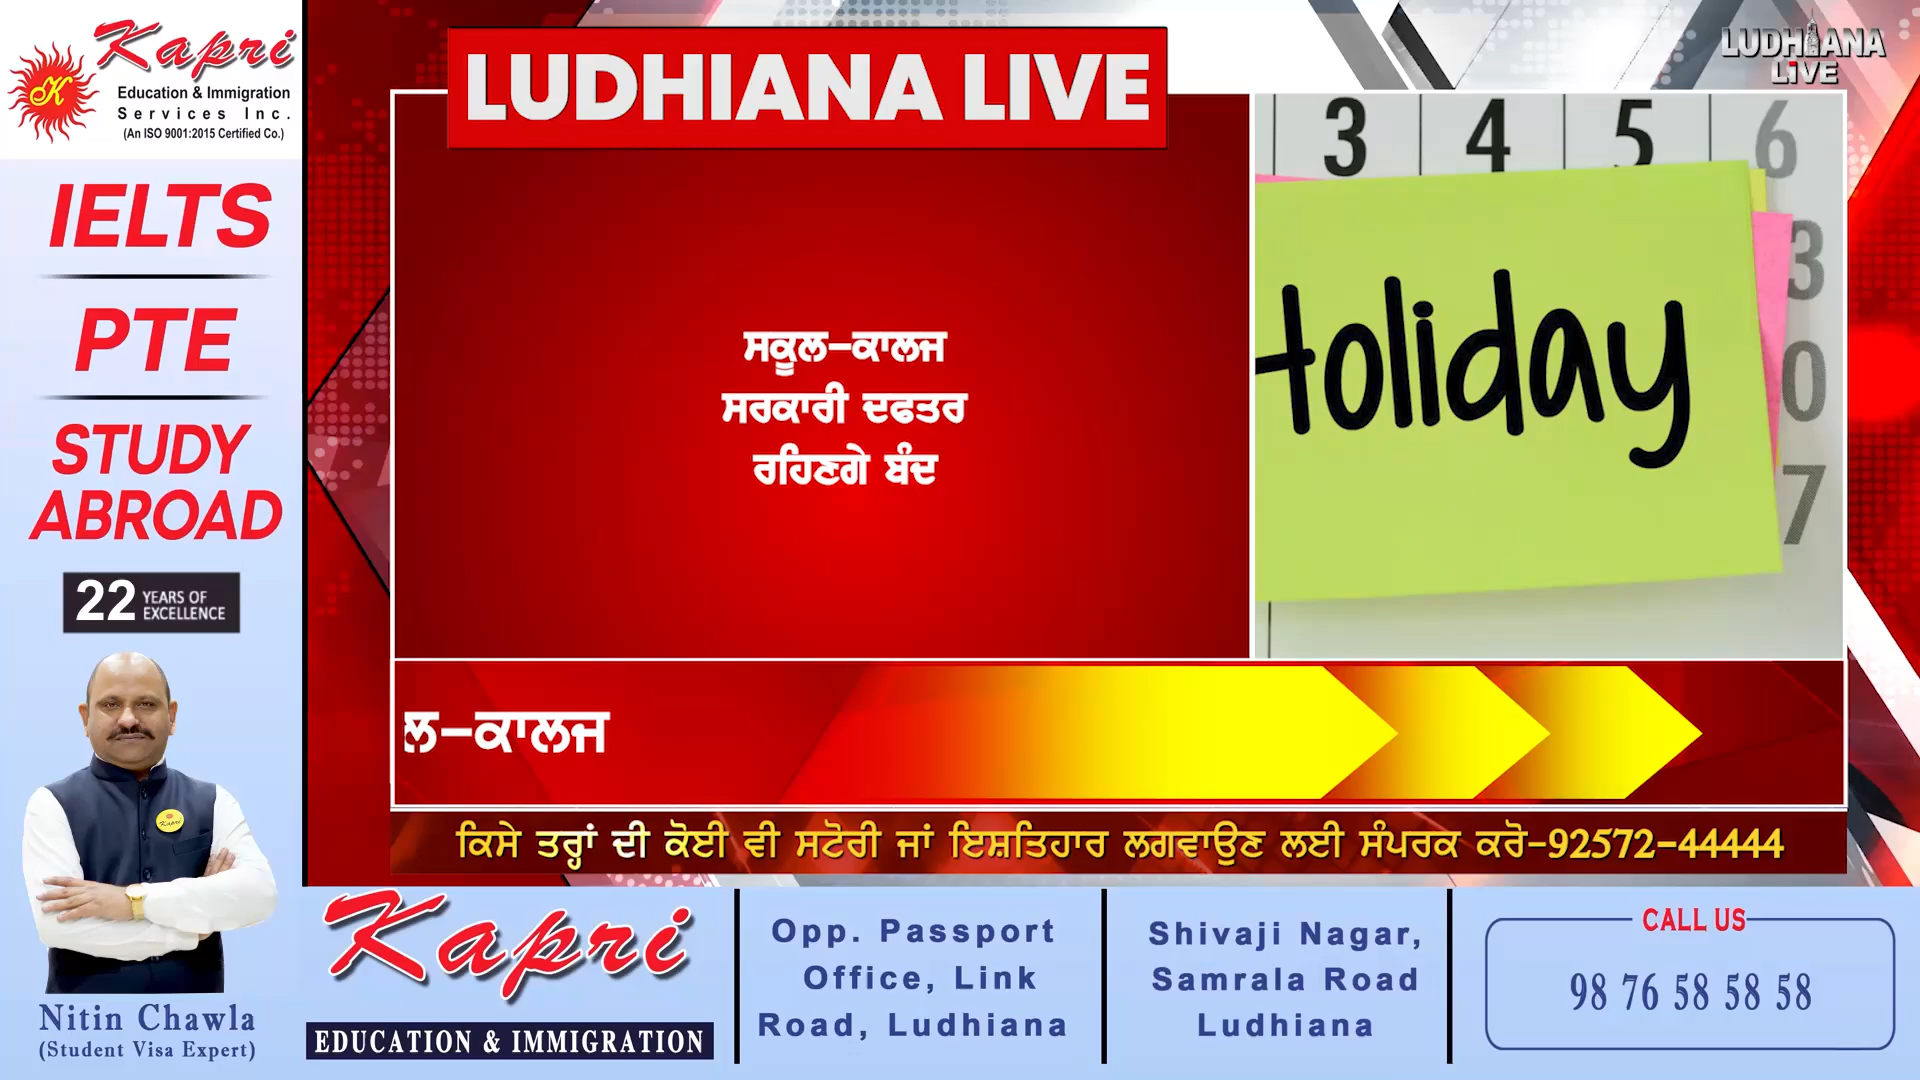 Kapri
Education & Immigration
Services Inc.
(An ISO 9001:2015 Certified Co.)
IELTS
PTE
STUDY
ABROAD
22 YEARS OF
EXCELLENCE
Nitin Chawla
(Student Visa Expert)
LUDHIANA LIVE
LUDHIANA
LIVE
ਸਕੂਲ-ਕਾਲਜ
ਸਰਕਾਰੀ ਦਫਤਰ
ਰਹਿਣਗੇ ਬੰਦ
3 4 5 6
3
0
7
Holiday
ਲ-ਕਾਲਜ
ਕਿਸੇ ਤਰ੍ਹਾਂ ਦੀ ਕੋਈ ਵੀ ਸਟੋਰੀ ਜਾਂ ਇਸ਼ਤਿਹਾਰ ਲਗਵਾਉਣ ਲਈ ਸੰਪਰਕ ਕਰੋ-92572-44444
Kapri
EDUCATION & IMMIGRATION
Opp. Passport
Office, Link
Road, Ludhiana
Shivaji Nagar,
Samrala Road
Ludhiana
CALL US
98 76 58 58 58